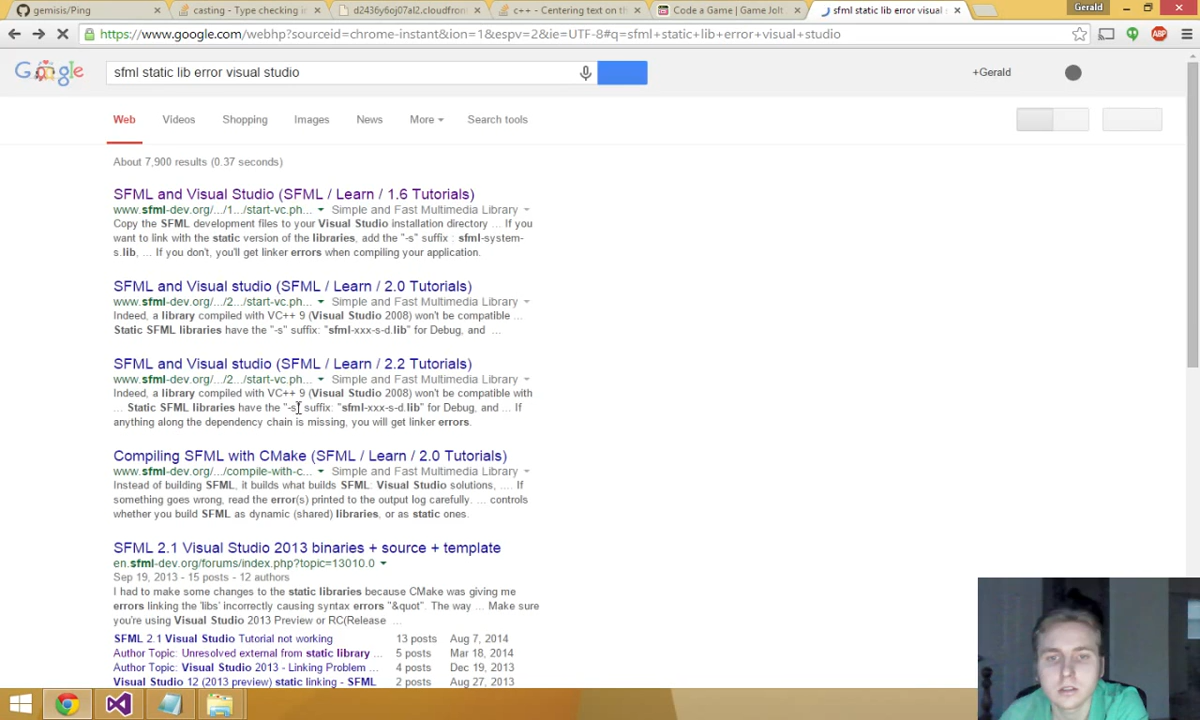 gemisis/Ping
casting - Type checking in
d2436y6oj07al2.cloudfron
c++ - Centering text on th
Code a Game | Game Jolt
sfml static lib error visual
Gerald
https://www.google.com/webhp?sourceid=chrome-instant&ion=1&espv=2&ie=UTF-8#q=sfml+static+lib+error+visual+studio
ABP
Google
sfml static lib error visual studio
+Gerald
Web
Videos
Shopping
Images
News
More
Search tools
About 7,900 results (0.37 seconds)
SFML and Visual Studio (SFML / Learn / 1.6 Tutorials)
www.sfml-dev.org/.../1.../start-vc.ph... Simple and Fast Multimedia Library
Copy the SFML development files to your Visual Studio installation directory ... If you
want to link with the static version of the libraries, add the "-s" suffix : sfml-system-
s.lib, ... If you don't, you'll get linker errors when compiling your application.
SFML and Visual studio (SFML / Learn / 2.0 Tutorials)
www.sfml-dev.org/.../2.../start-vc.ph... Simple and Fast Multimedia Library
Indeed, a library compiled with VC++ 9 (Visual Studio 2008) won't be compatible ...
Static SFML libraries have the "-s" suffix: "sfml-xxx-s-d.lib" for Debug, and ...
SFML and Visual studio (SFML / Learn / 2.2 Tutorials)
www.sfml-dev.org/.../2.../start-vc.ph... Simple and Fast Multimedia Library
Indeed, a library compiled with VC++ 9 (Visual Studio 2008) won't be compatible with
... Static SFML libraries have the "-s" suffix: "sfml-xxx-s-d.lib" for Debug, and ... If
anything along the dependency chain is missing, you will get linker errors.
Compiling SFML with CMake (SFML / Learn / 2.0 Tutorials)
www.sfml-dev.org/.../compile-with-c... Simple and Fast Multimedia Library
Instead of building SFML, it builds what builds SFML: Visual Studio solutions, .... If
something goes wrong, read the error(s) printed to the output log carefully. ... controls
whether you build SFML as dynamic (shared) libraries, or as static ones.
SFML 2.1 Visual Studio 2013 binaries + source + template
en.sfml-dev.org/forums/index.php?topic=13010.0
Sep 19, 2013 - 15 posts - 12 authors
I had to make some changes to the static libraries because CMake was giving me
errors linking the 'libs' incorrectly causing syntax errors "&quot". The way ... Make sure
you're using Visual Studio 2013 Preview or RC(Release ...
SFML 2.1 Visual Studio Tutorial not working 13 posts Aug 7, 2014
Author Topic: Unresolved external from static library ... 5 posts Mar 18, 2014
Author Topic: Visual Studio 2013 - Linking Problem ... 4 posts Dec 19, 2013
Visual Studio 12 (2013 preview) static linking - SFML 2 posts Aug 27, 2013